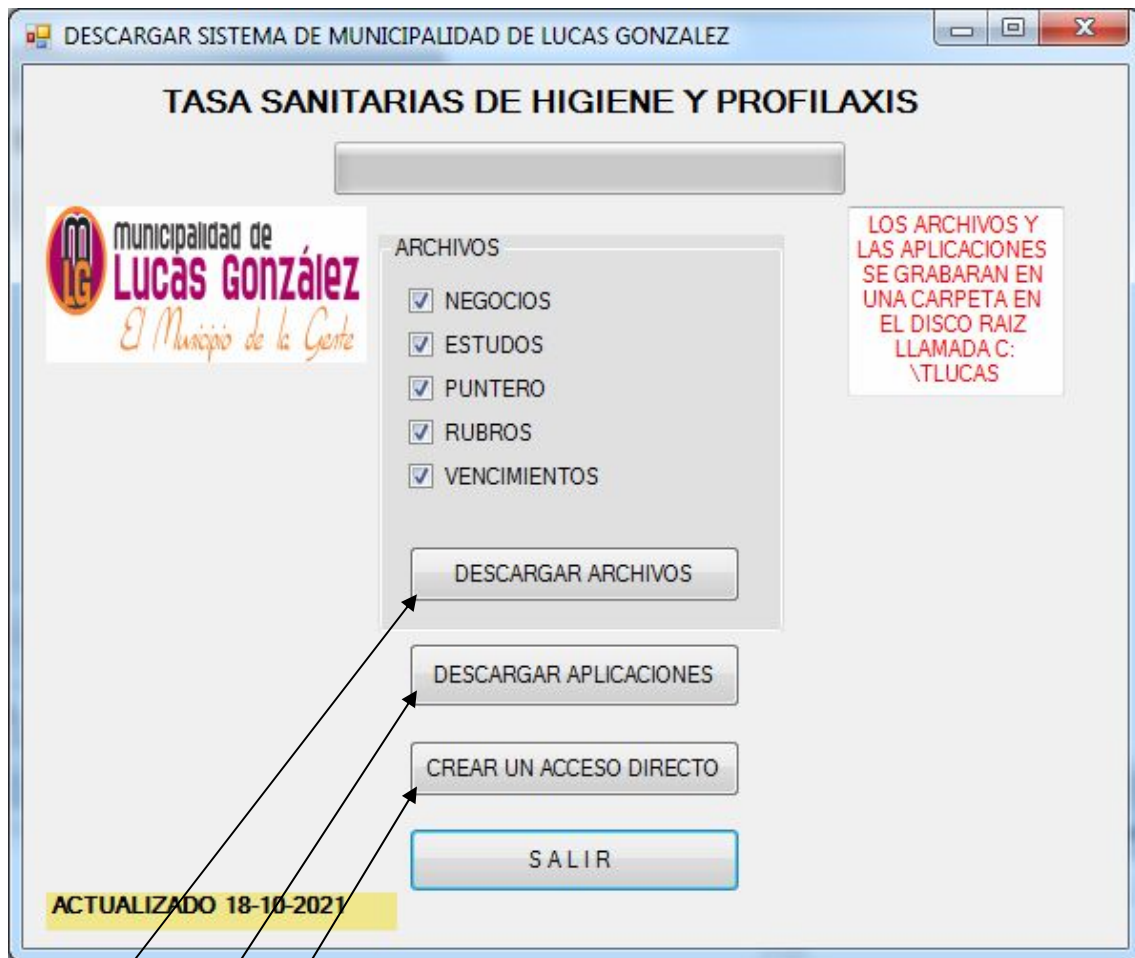 DESCARGAR SISTEMA DE MUNICIPALIDAD DE LUCAS GONZALEZ
TASA SANITARIAS DE HIGIENE Y PROFILAXIS
MLG
Municipalidad de
Lucas González
El Municipio de la Gente
ARCHIVOS
NEGOCIOS
ESTUDOS
PUNTERO
RUBROS
VENCIMIENTOS
LOS ARCHIVOS Y
LAS APLICACIONES
SE GRABARAN EN
UNA CARPETA EN
EL DISCO RAIZ
LLAMADA C:
\TLUCAS
DESCARGAR ARCHIVOS
DESCARGAR APLICACIONES
CREAR UN ACCESO DIRECTO
S A L I R
ACTUALIZADO 18-10-2021